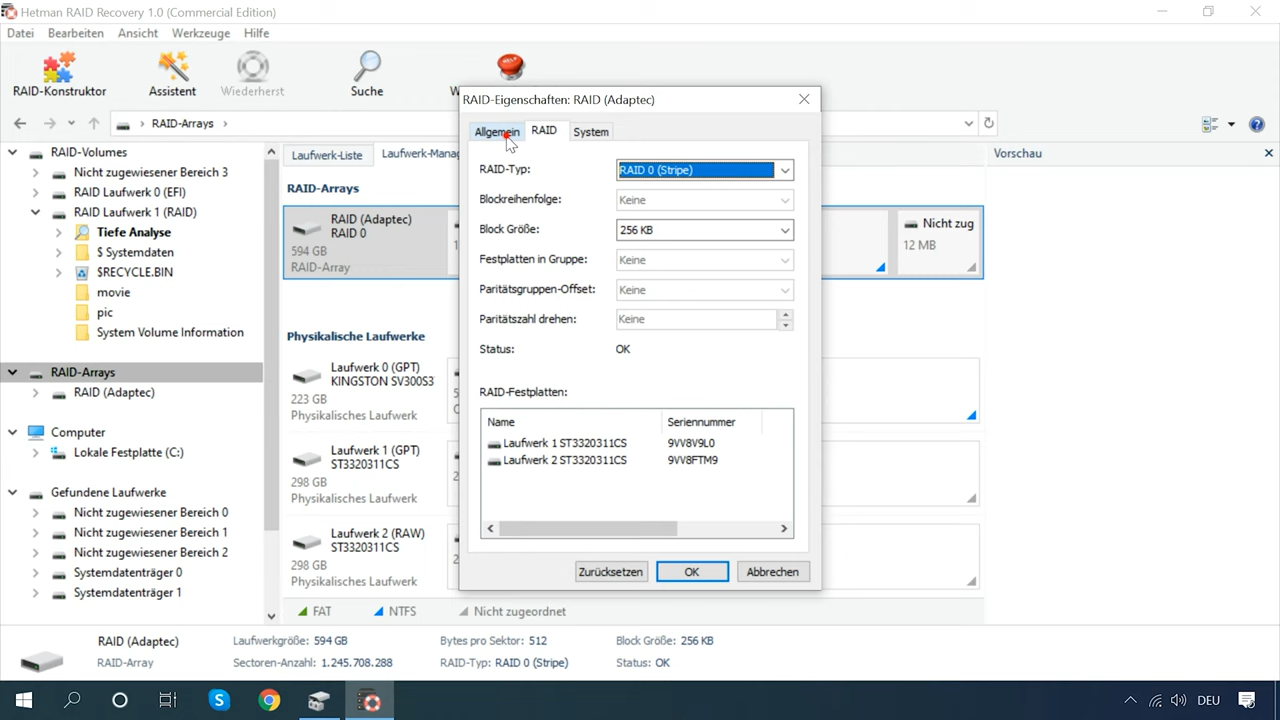 Hetman RAID Recovery 1.0 (Commercial Edition)
Datei Bearbeiten Ansicht Werkzeuge Hilfe
RAID-Konstruktor Assistent Wiederherst Suche
RAID-Arrays
RAID-Volumes
Nicht zugewiesener Bereich 3
RAID Laufwerk 0 (EFI)
RAID Laufwerk 1 (RAID)
Tiefe Analyse
$ Systemdaten
$RECYCLE.BIN
movie
pic
System Volume Information
RAID-Arrays
RAID (Adaptec)
Computer
Lokale Festplatte (C:)
Gefundene Laufwerke
Nicht zugewiesener Bereich 0
Nicht zugewiesener Bereich 1
Nicht zugewiesener Bereich 2
Systemdatenträger 0
Systemdatenträger 1
Laufwerk-Liste Laufwerk-Manag
RAID-Arrays
RAID (Adaptec)
RAID 0
594 GB
RAID-Array
Nicht zug
12 MB
Physikalische Laufwerke
Laufwerk 0 (GPT)
KINGSTON SV300S3
223 GB
Physikalisches Laufwerk
Laufwerk 1 (GPT)
ST3320311CS
298 GB
Physikalisches Laufwerk
Laufwerk 2 (RAW)
ST3320311CS
298 GB
Physikalisches Laufwerk
FAT NTFS Nicht zugeordnet
Vorschau
RAID-Eigenschaften: RAID (Adaptec)
Allgemein RAID System
RAID-Typ: RAID 0 (Stripe)
Blockreihenfolge: Keine
Block Größe: 256 KB
Festplatten in Gruppe: Keine
Paritätsgruppen-Offset: Keine
Paritätszahl drehen: Keine
Status: OK
RAID-Festplatten:
Name Seriennummer
Laufwerk 1 ST3320311CS 9VV8V9L0
Laufwerk 2 ST3320311CS 9VV8FTM9
Zurücksetzen OK Abbrechen
RAID (Adaptec) Laufwerkgröße: 594 GB Bytes pro Sektor: 512 Block Größe: 256 KB
RAID-Array Sectoren-Anzahl: 1.245.708.288 RAID-Typ: RAID 0 (Stripe) Status: OK
DEU